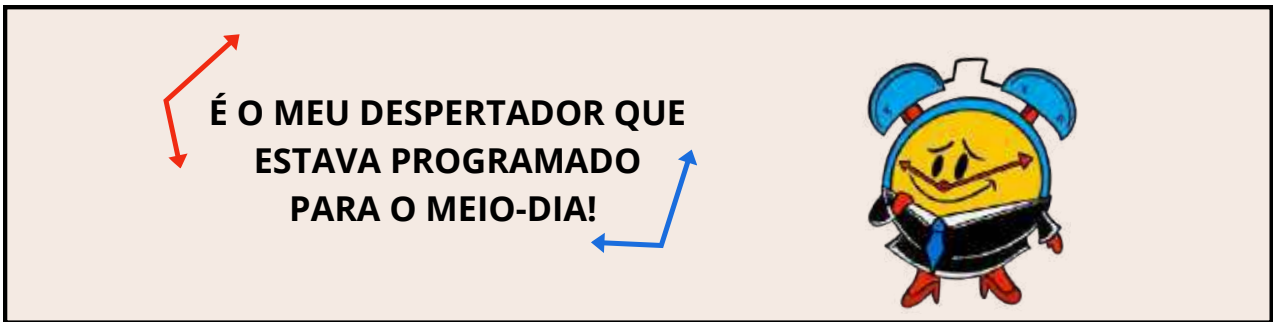 É O MEU DESPERTADOR QUE
ESTAVA PROGRAMADO
PARA O MEIO-DIA!